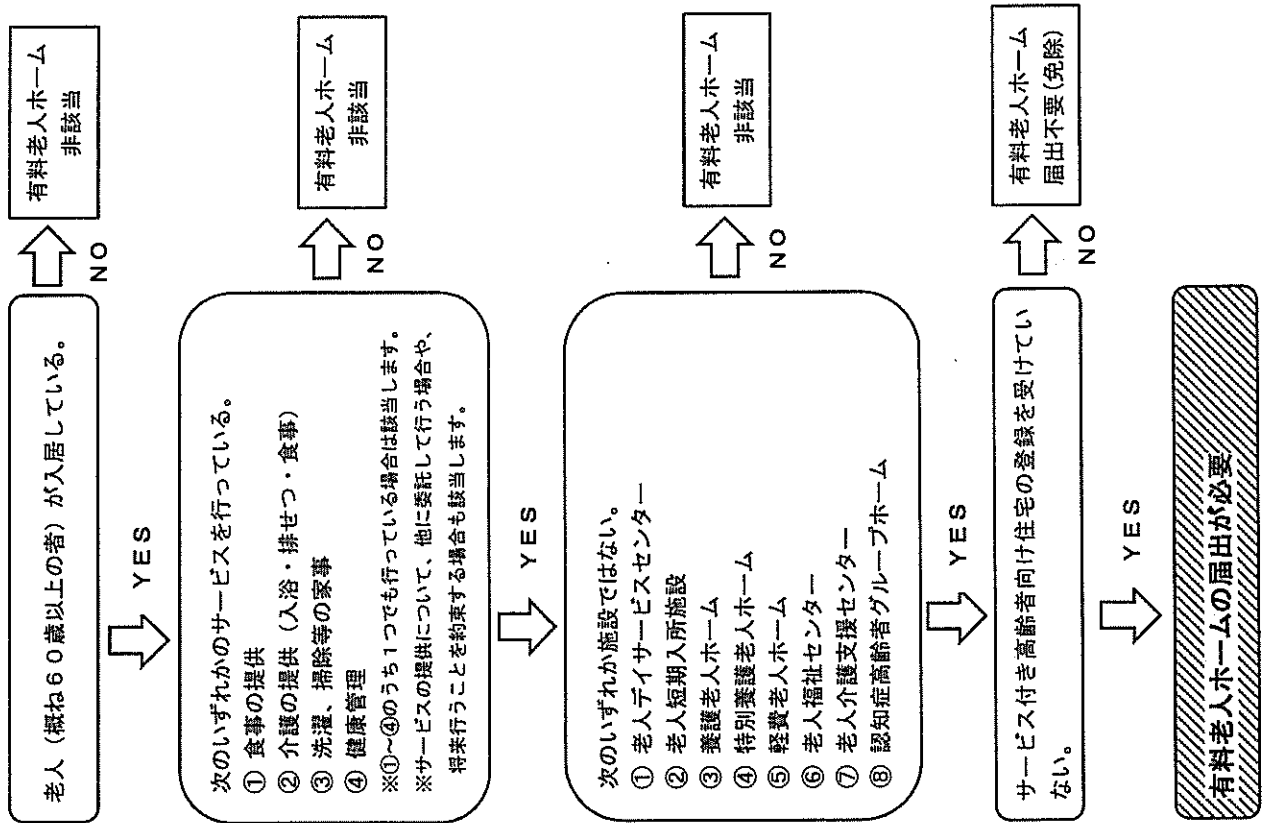 老人（概ね６０歳以上の者）が入居している。
NO
有料老人ホーム
非該当
YES
次のいずれかのサービスを行っている。
① 食事の提供
② 介護の提供（入浴・排せつ・食事）
③ 洗濯、掃除等の家事
④ 健康管理
※①～④のうち１つでも行っている場合は該当します。
※サービスの提供について、他に委託して行う場合や、
将来行うことを約束する場合も該当します。
NO
有料老人ホーム
非該当
YES
次のいずれか施設ではない。
① 老人デイサービスセンター
② 老人短期入所施設
③ 養護老人ホーム
④ 特別養護老人ホーム
⑤ 軽費老人ホーム
⑥ 老人福祉センター
⑦ 老人介護支援センター
⑧ 認知症高齢者グループホーム
NO
有料老人ホーム
非該当
YES
サービス付き高齢者向け住宅の登録を受けてい
ない。
NO
有料老人ホーム
届出不要（免除）
YES
有料老人ホームの届出が必要